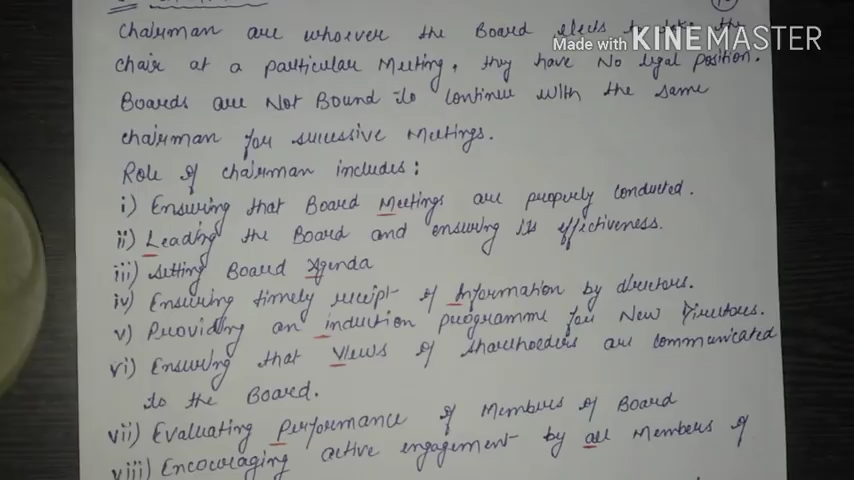 Chairman are whoever the Board elects to take the
Made with KINEMASTER
chair at a particular Meeting. They have No legal position.
Boards are Not Bound to continue with the same
chairman for successive Meetings.
Role of chairman includes:
i) Ensuring that Board Meetings are properly conducted.
ii) Leading the Board and ensuring its effectiveness.
iii) Setting Board Agenda
iv) Ensuring timely receipt of Information by directors.
v) Providing an induction programme for New Directors.
vi) Ensuring that Views of shareholders are communicated
to the Board.
vii) Evaluating Performance of Members of Board
viii) Encouraging active engagement by all Members of